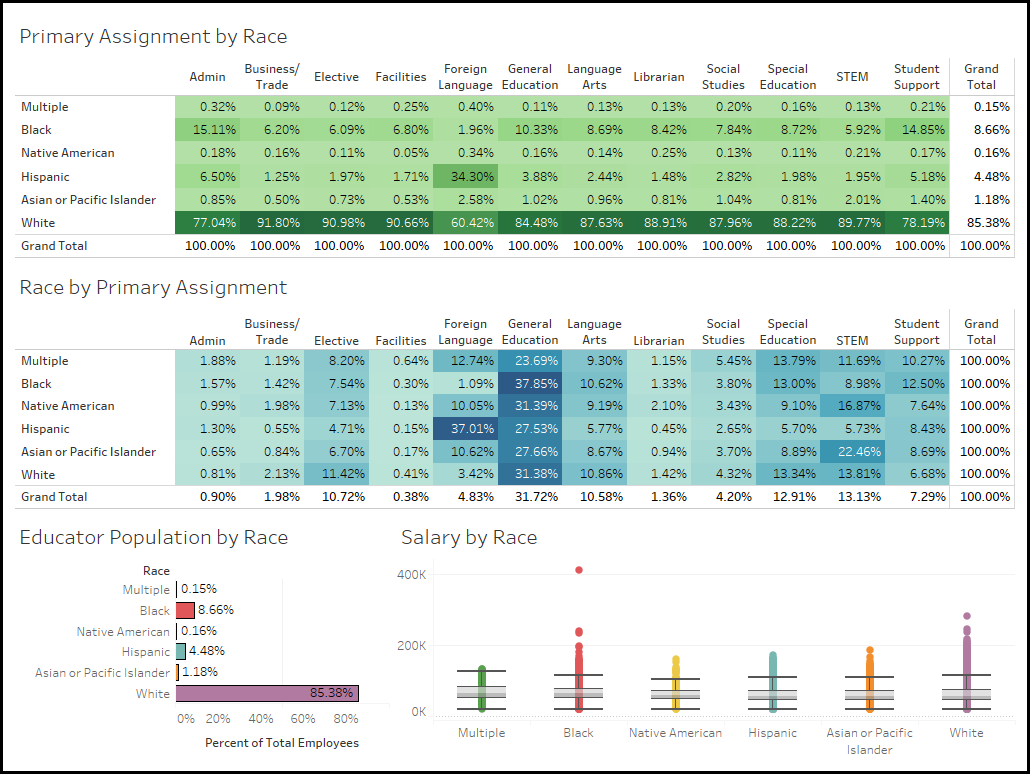 Primary Assignment by Race
Admin Business/ Trade Elective Facilities Foreign Language General Education Language Arts Librarian Social Studies Special Education STEM Student Support Grand Total
Multiple 0.32% 0.09% 0.12% 0.25% 0.40% 0.11% 0.13% 0.13% 0.20% 0.16% 0.13% 0.21% 0.15%
Black 15.11% 6.20% 6.09% 6.80% 1.96% 10.33% 8.69% 8.42% 7.84% 8.72% 5.92% 14.85% 8.66%
Native American 0.18% 0.16% 0.11% 0.05% 0.34% 0.16% 0.14% 0.25% 0.13% 0.11% 0.21% 0.17% 0.16%
Hispanic 6.50% 1.25% 1.97% 1.71% 34.30% 3.88% 2.44% 1.48% 2.82% 1.98% 1.95% 5.18% 4.48%
Asian or Pacific Islander 0.85% 0.50% 0.73% 0.53% 2.58% 1.02% 0.96% 0.81% 1.04% 0.81% 2.01% 1.40% 1.18%
White 77.04% 91.80% 90.98% 90.66% 60.42% 84.48% 87.63% 88.91% 87.96% 88.22% 89.77% 78.19% 85.38%
Grand Total 100.00% 100.00% 100.00% 100.00% 100.00% 100.00% 100.00% 100.00% 100.00% 100.00% 100.00% 100.00% 100.00%
Race by Primary Assignment
Admin Business/ Trade Elective Facilities Foreign Language General Education Language Arts Librarian Social Studies Special Education STEM Student Support Grand Total
Multiple 1.88% 1.19% 8.20% 0.64% 12.74% 23.69% 9.30% 1.15% 5.45% 13.79% 11.69% 10.27% 100.00%
Black 1.57% 1.42% 7.54% 0.30% 1.09% 37.85% 10.62% 1.33% 3.80% 13.00% 8.98% 12.50% 100.00%
Native American 0.99% 1.98% 7.13% 0.13% 10.05% 31.39% 9.19% 2.10% 3.43% 9.10% 16.87% 7.64% 100.00%
Hispanic 1.30% 0.55% 4.71% 0.15% 37.01% 27.53% 5.77% 0.45% 2.65% 5.70% 5.73% 8.43% 100.00%
Asian or Pacific Islander 0.65% 0.84% 6.70% 0.17% 10.62% 27.66% 8.67% 0.94% 3.70% 8.89% 22.46% 8.69% 100.00%
White 0.81% 2.13% 11.42% 0.41% 3.42% 31.38% 10.86% 1.42% 4.32% 13.34% 13.81% 6.68% 100.00%
Grand Total 0.90% 1.98% 10.72% 0.38% 4.83% 31.72% 10.58% 1.36% 4.20% 12.91% 13.13% 7.29% 100.00%
Educator Population by Race
Race
Multiple 0.15%
Black 8.66%
Native American 0.16%
Hispanic 4.48%
Asian or Pacific Islander 1.18%
White 85.38%
0% 20% 40% 60% 80%
Percent of Total Employees
Salary by Race
400K
200K
0K
Multiple Black Native American Hispanic Asian or Pacific Islander White